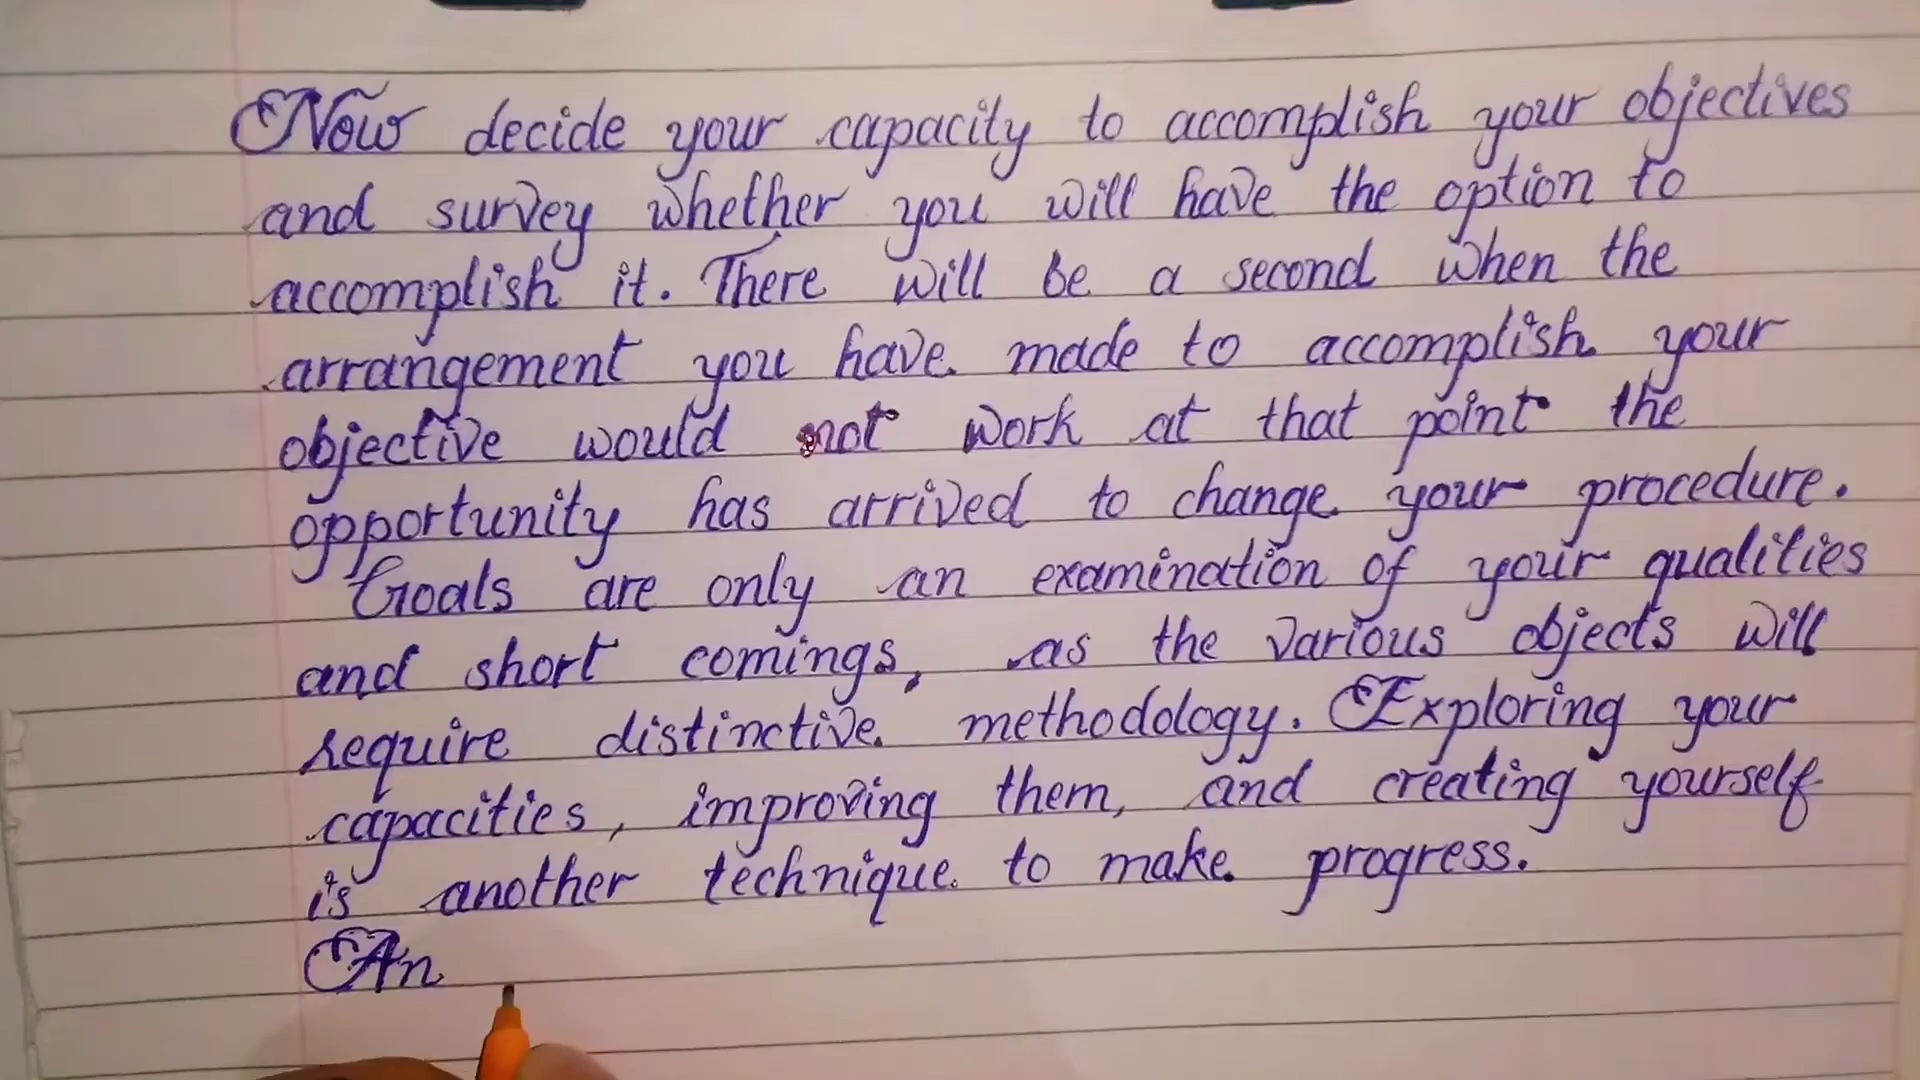 Now decide your capacity to accomplish your objectives
and survey whether you will have the option to
accomplish it. There will be a second when the
arrangement you have made to accomplish your
objective would not work at that point the
opportunity has arrived to change your procedure.
Goals are only an examination of your qualities
and short comings, as the various objects will
require distinctive methodology. Exploring your
capacities, improving them, and creating yourself
is another technique to make progress.
An